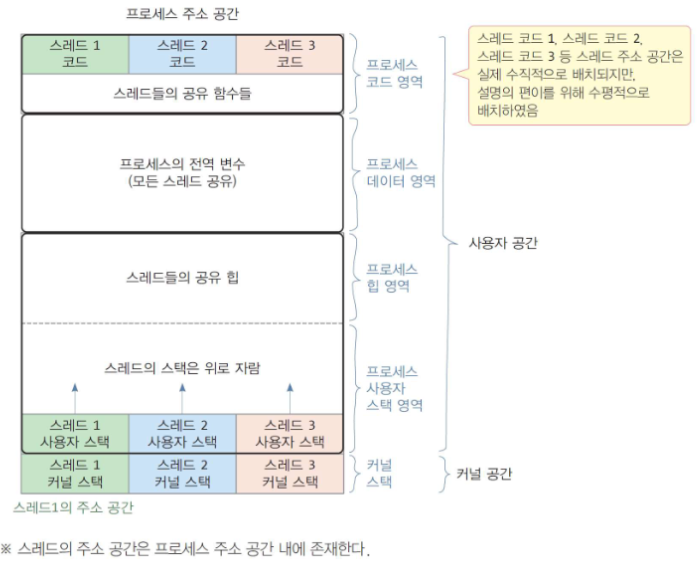 프로세스 주소 공간
스레드 1
코드
스레드 2
코드
스레드 3
코드
프로세스
코드 영역
스레드들의 공유 함수들
스레드 코드 1, 스레드 코드 2,
스레드 코드 3 등 스레드 주소 공간은
실제 수직적으로 배치되지만,
설명의 편이를 위해 수평적으로
배치하였음
프로세스의 전역 변수
(모든 스레드 공유)
프로세스
데이터 영역
사용자 공간
스레드들의 공유 힙
프로세스
힙 영역
스레드의 스택은 위로 자람
프로세스
사용자
스택 영역
스레드 1
사용자 스택
스레드 2
사용자 스택
스레드 3
사용자 스택
스레드 1
커널 스택
스레드 2
커널 스택
스레드 3
커널 스택
커널
스택
커널 공간
스레드1의 주소 공간
※ 스레드의 주소 공간은 프로세스 주소 공간 내에 존재한다.